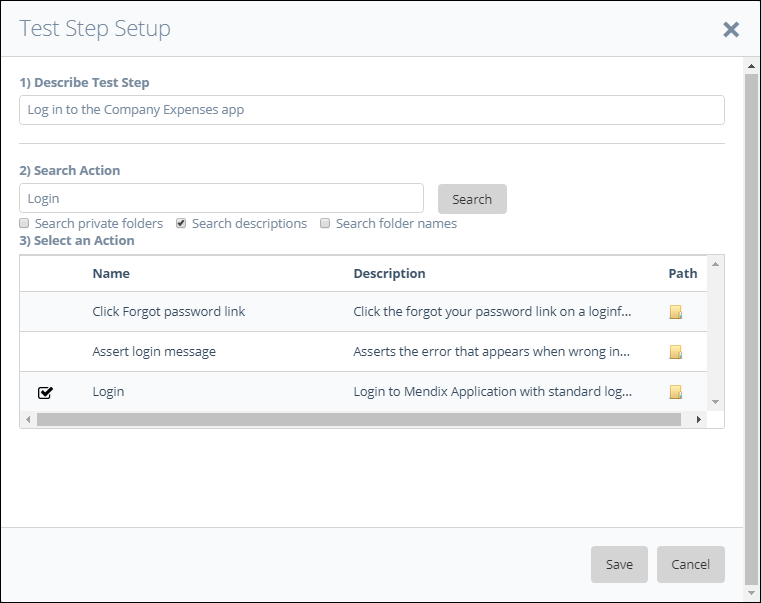 Test Step Setup
1) Describe Test Step
Log in to the Company Expenses app
2) Search Action
Login
Search
Search private folders Search descriptions Search folder names
3) Select an Action
Name Description Path
Click Forgot password link Click the forgot your password link on a loginf...
Assert login message Asserts the error that appears when wrong in...
Login Login to Mendix Application with standard log...
Save Cancel